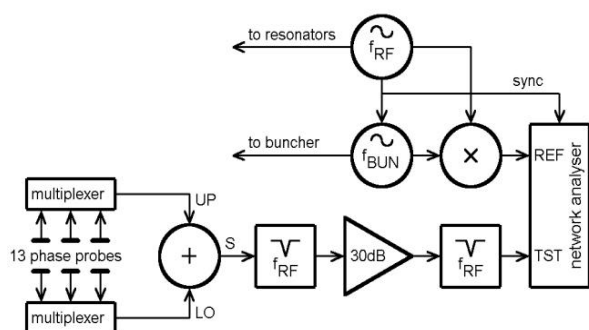 to resonators
f_RF
sync
to buncher
f_BUN
×
REF
network analyser
multiplexer
UP
13 phase probes
+
S
f_RF
30dB
f_RF
TST
multiplexer
LO